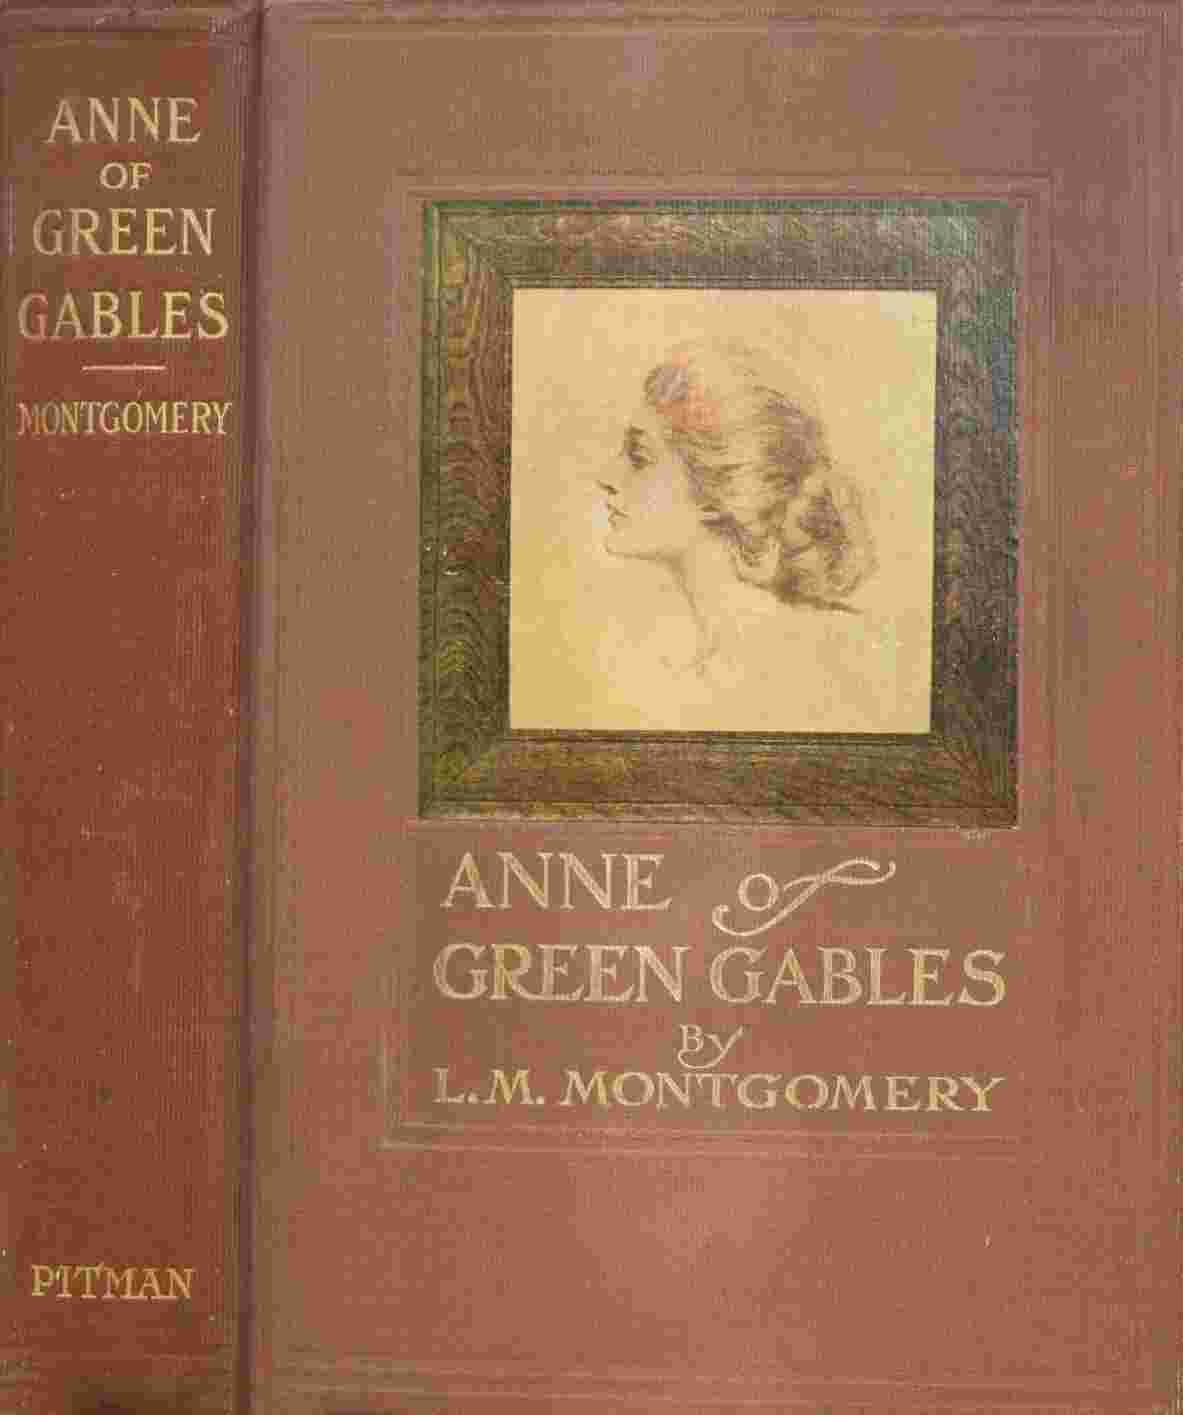 ANNE
OF
GREEN
GABLES
MONTGOMERY
PITMAN
ANNE of
GREEN GABLES
By
L. M. MONTGOMERY